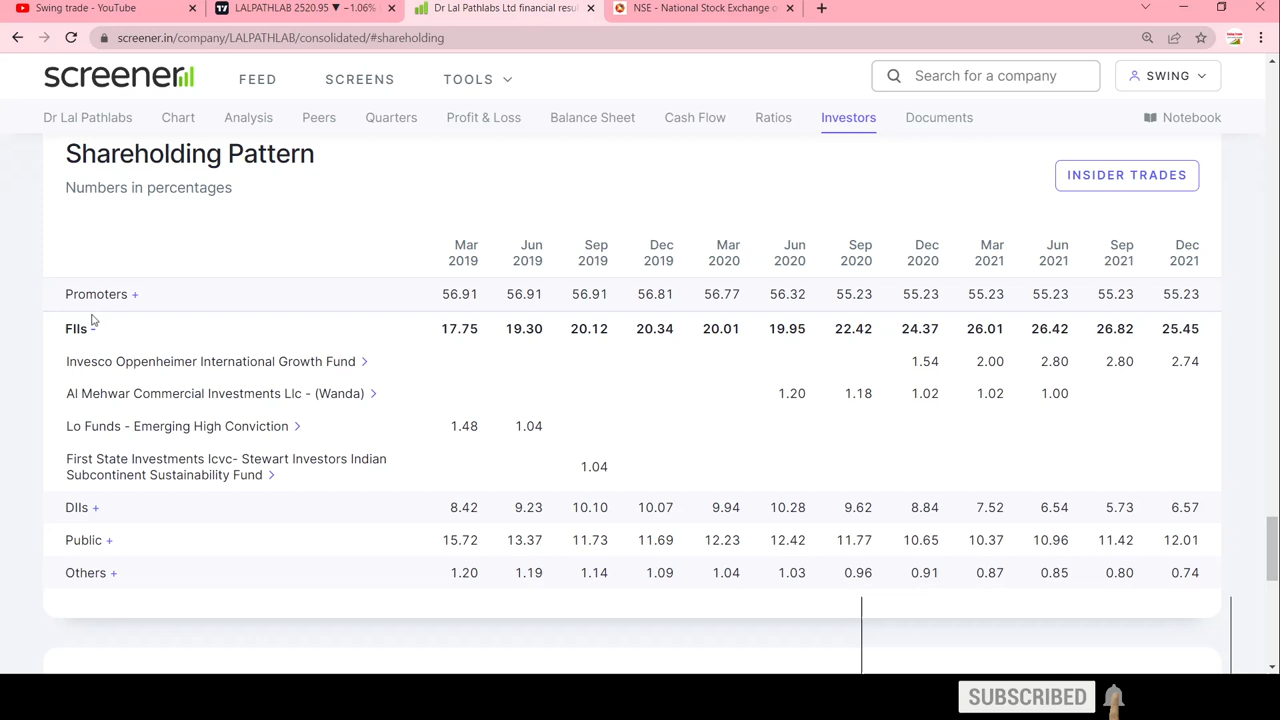 Swing trade - YouTube
LALPATHLAB 2520.95 ▼ −1.06%
Dr Lal Pathlabs Ltd financial resu
NSE - National Stock Exchange o
screener.in/company/LALPATHLAB/consolidated/#shareholding
screener
FEED
SCREENS
TOOLS
Search for a company
SWING
Dr Lal Pathlabs
Chart
Analysis
Peers
Quarters
Profit & Loss
Balance Sheet
Cash Flow
Ratios
Investors
Documents
Notebook
Shareholding Pattern
Numbers in percentages
INSIDER TRADES
Mar 2019 Jun 2019 Sep 2019 Dec 2019 Mar 2020 Jun 2020 Sep 2020 Dec 2020 Mar 2021 Jun 2021 Sep 2021 Dec 2021
Promoters + 56.91 56.91 56.91 56.81 56.77 56.32 55.23 55.23 55.23 55.23 55.23 55.23
FIIs - 17.75 19.30 20.12 20.34 20.01 19.95 22.42 24.37 26.01 26.42 26.82 25.45
Invesco Oppenheimer International Growth Fund 1.54 2.00 2.80 2.80 2.74
Al Mehwar Commercial Investments Llc - (Wanda) 1.20 1.18 1.02 1.02 1.00
Lo Funds - Emerging High Conviction 1.48 1.04
First State Investments Icvc- Stewart Investors Indian
Subcontinent Sustainability Fund 1.04
DIIs + 8.42 9.23 10.10 10.07 9.94 10.28 9.62 8.84 7.52 6.54 5.73 6.57
Public + 15.72 13.37 11.73 11.69 12.23 12.42 11.77 10.65 10.37 10.96 11.42 12.01
Others + 1.20 1.19 1.14 1.09 1.04 1.03 0.96 0.91 0.87 0.85 0.80 0.74
SUBSCRIBED